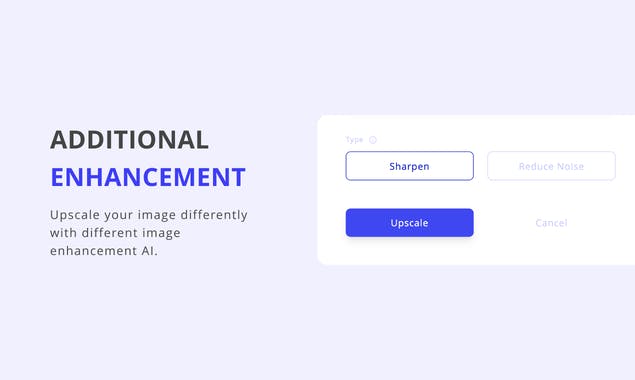 ADDITIONAL
ENHANCEMENT
Upscale your image differently
with different image
enhancement AI.
Type
Sharpen
Reduce Noise
Upscale
Cancel